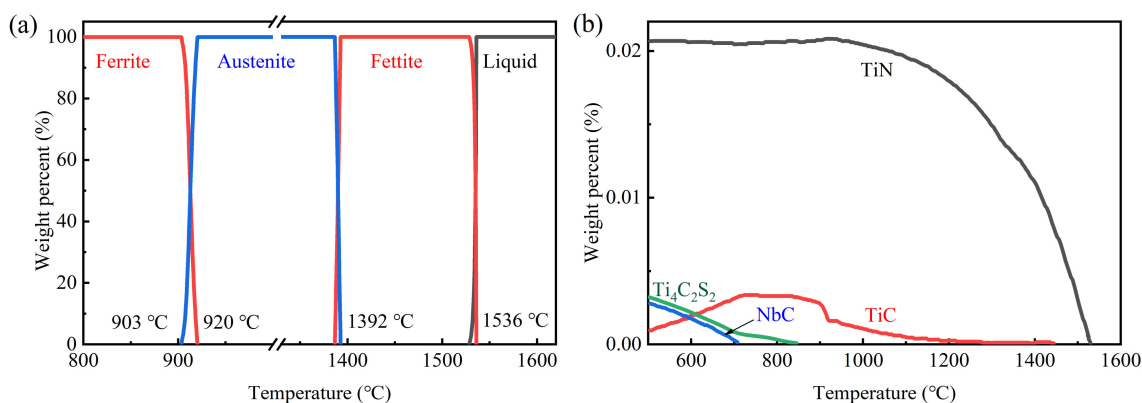 (a)
Weight percent (%)
100
80
60
40
20
0
Ferrite
Austenite
Fettite
Liquid
903 °C
920 °C
1392 °C
1536 °C
800
900
1400
1500
1600
Temperature (°C)
(b)
Weight percent (%)
0.02
0.01
0.00
TiN
Ti₄C₂S₂
NbC
TiC
600
800
1000
1200
1400
1600
Temperature (°C)